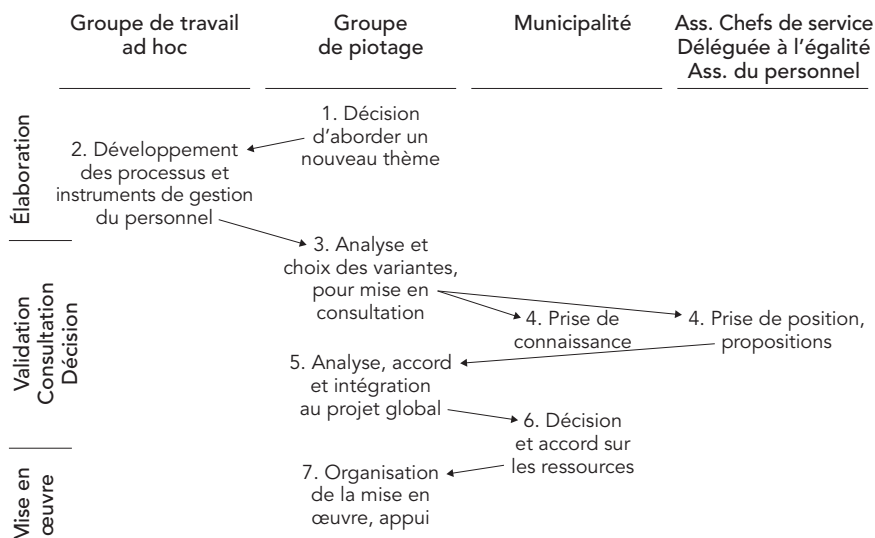 Groupe de travail
ad hoc
Groupe
de piotage
Municipalité
Ass. Chefs de service
Déléguée à l'égalité
Ass. du personnel
Élaboration
1. Décision
d'aborder un
nouveau thème
2. Développement
des processus et
instruments de gestion
du personnel
Validation
Consultation
Décision
3. Analyse et
choix des variantes,
pour mise en
consultation
4. Prise de
connaissance
4. Prise de position,
propositions
5. Analyse, accord
et intégration
au projet global
6. Décision
et accord sur
les ressources
Mise en
œuvre
7. Organisation
de la mise en
œuvre, appui